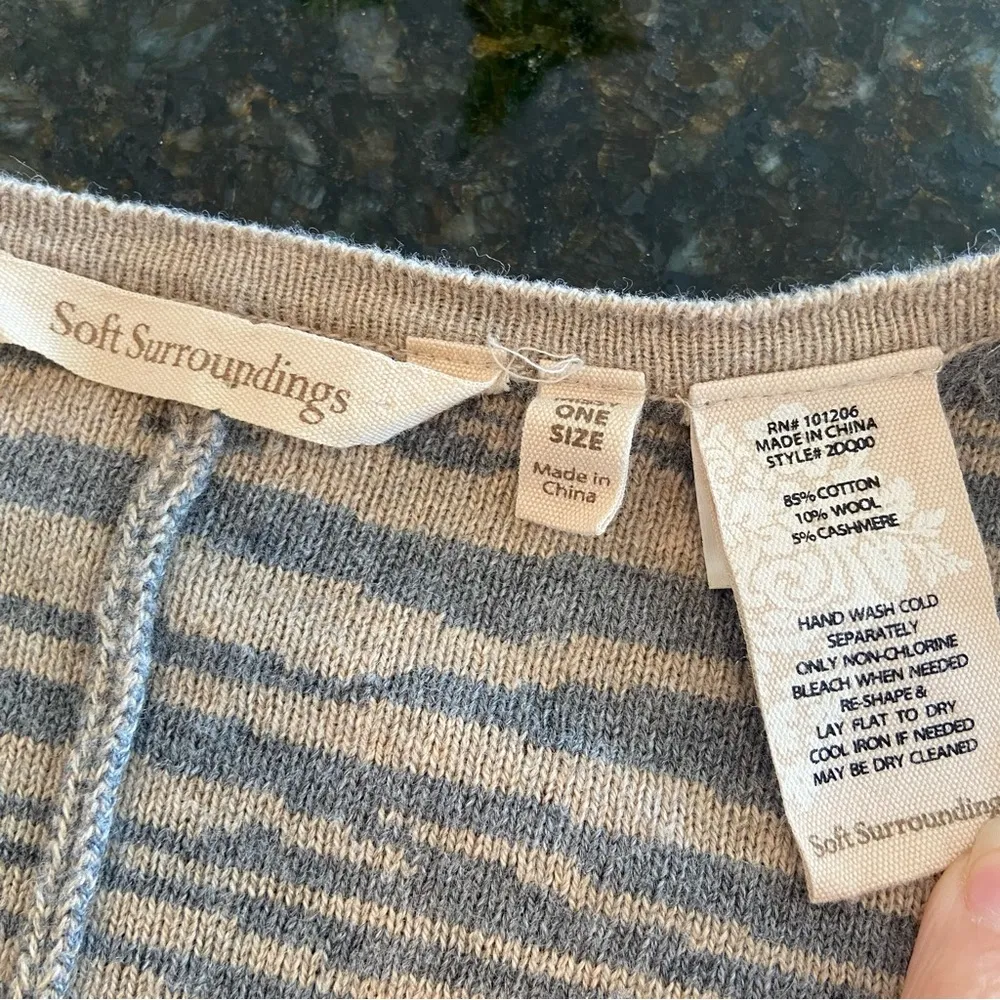 Soft Surroundings
ONE
SIZE
Made in
China
RN# 101206
MADE IN CHINA
STYLE# 2DQ00
85% COTTON
10% WOOL
5% CASHMERE
HAND WASH COLD
SEPARATELY
ONLY NON-CHLORINE
BLEACH WHEN NEEDED
RE-SHAPE &
LAY FLAT TO DRY
COOL IRON IF NEEDED
MAY BE DRY CLEANED
Soft Surroundings